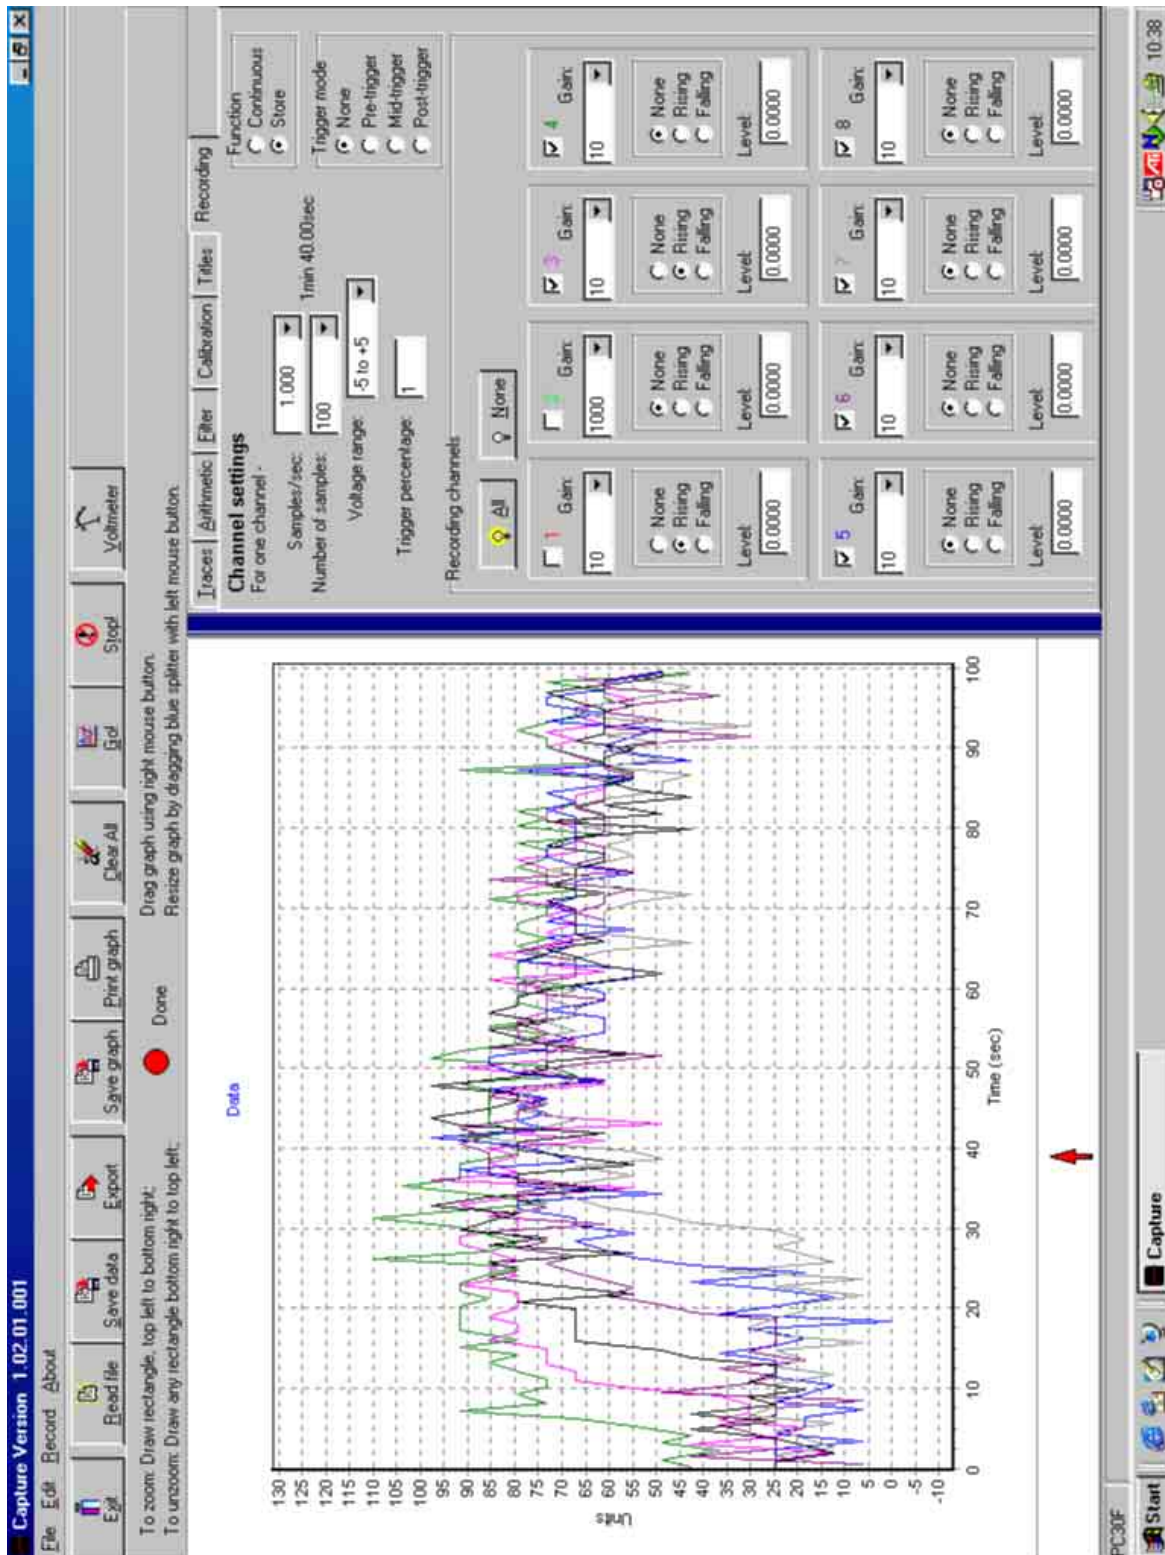 Capture Version 1.02.01.001
File Edit Record About
Exit Read file Save data Export Save graph Print graph Clear All Go! Stop! Voltmeter
To zoom: Draw rectangle, top left to bottom right;
To unzoom: Draw any rectangle bottom right to top left;
Done
Drag graph using right mouse button.
Resize graph by dragging blue splitter with left mouse button.
Data
130
125
120
115
110
105
100
95
90
85
80
75
70
65
60
55
50
45
40
35
30
25
20
15
10
5
0
-5
-10
Units
0 10 20 30 40 50 60 70 80 90 100
Time (sec)
Traces Arithmetic Filter Calibration Titles Recording
Channel settings
For one channel -
Samples/sec: 1.000
Number of samples: 100 1min 40.00sec
Voltage range: -5 to +5
Trigger percentage: 1
Function
Continuous
Store
Trigger mode
None
Pre-trigger
Mid-trigger
Post-trigger
Recording channels
All None
1 Gain: 2 Gain: 3 Gain: 4 Gain:
10 1000 10 10
None None None None
Rising Rising Rising Rising
Falling Falling Falling Falling
Level: Level: Level: Level:
0.0000 0.0000 0.0000 0.0000
5 Gain: 6 Gain: 7 Gain: 8 Gain:
10 10 10 10
None None None None
Rising Rising Rising Rising
Falling Falling Falling Falling
Level: Level: Level: Level:
0.0000 0.0000 0.0000 0.0000
PC30F
Start Capture 10:38